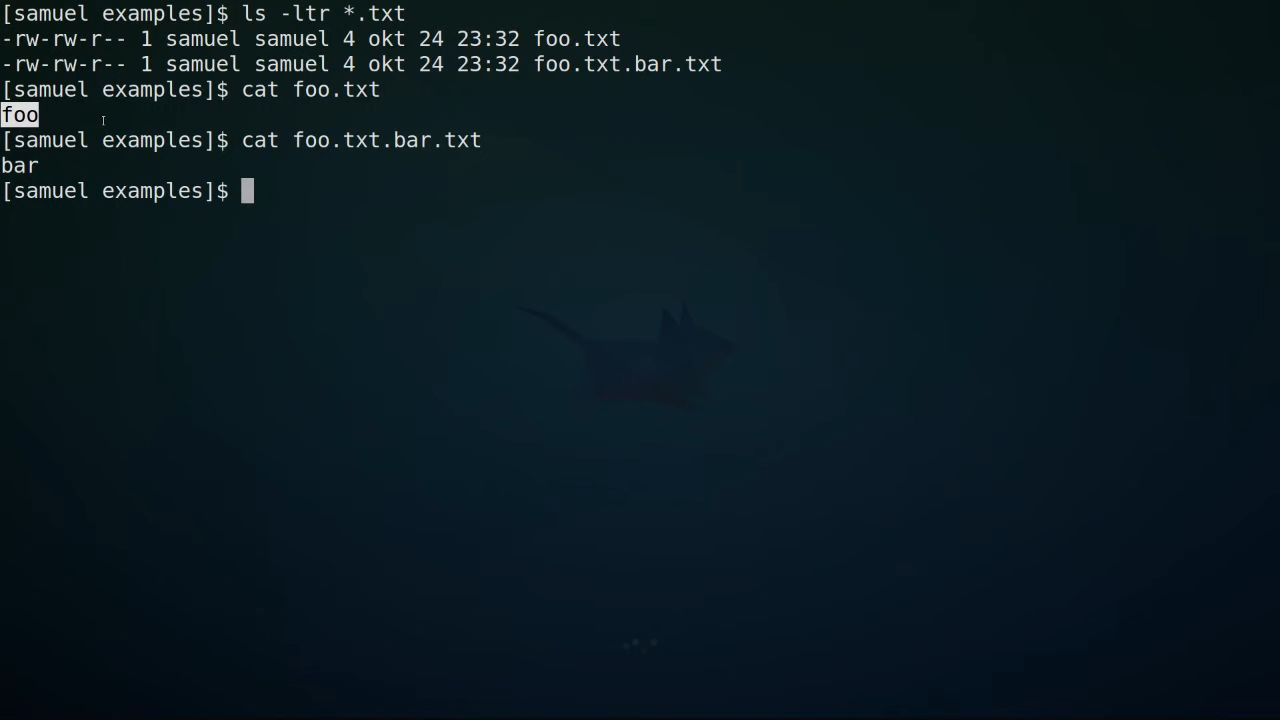 [samuel examples]$ ls -ltr *.txt
-rw-rw-r-- 1 samuel samuel 4 okt 24 23:32 foo.txt
-rw-rw-r-- 1 samuel samuel 4 okt 24 23:32 foo.txt.bar.txt
[samuel examples]$ cat foo.txt
foo
[samuel examples]$ cat foo.txt.bar.txt
bar
[samuel examples]$